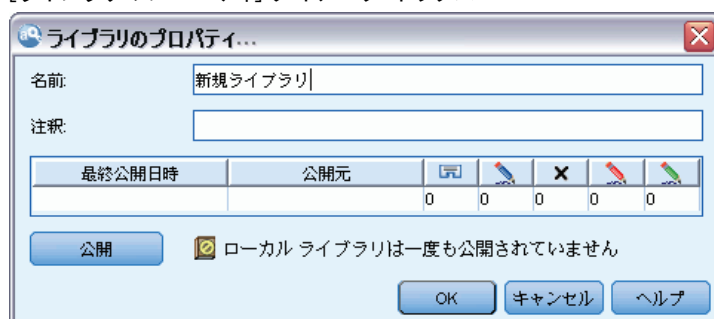 ライブラリのプロパティ...
名前: 新規ライブラリ
注釈:
最終公開日時 公開元
0 0 0 0 0
公開 ローカル ライブラリは一度も公開されていません
OK キャンセル ヘルプ